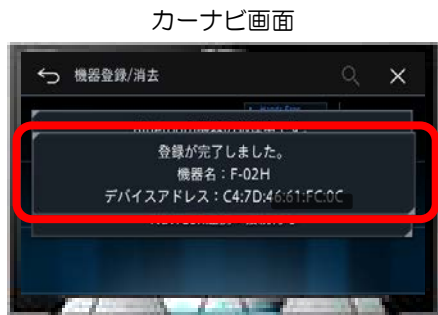 カーナビ画面
機器登録/消去
登録が完了しました。
機器名：F-02H
デバイスアドレス：C4:7D:46:61:FC:0C